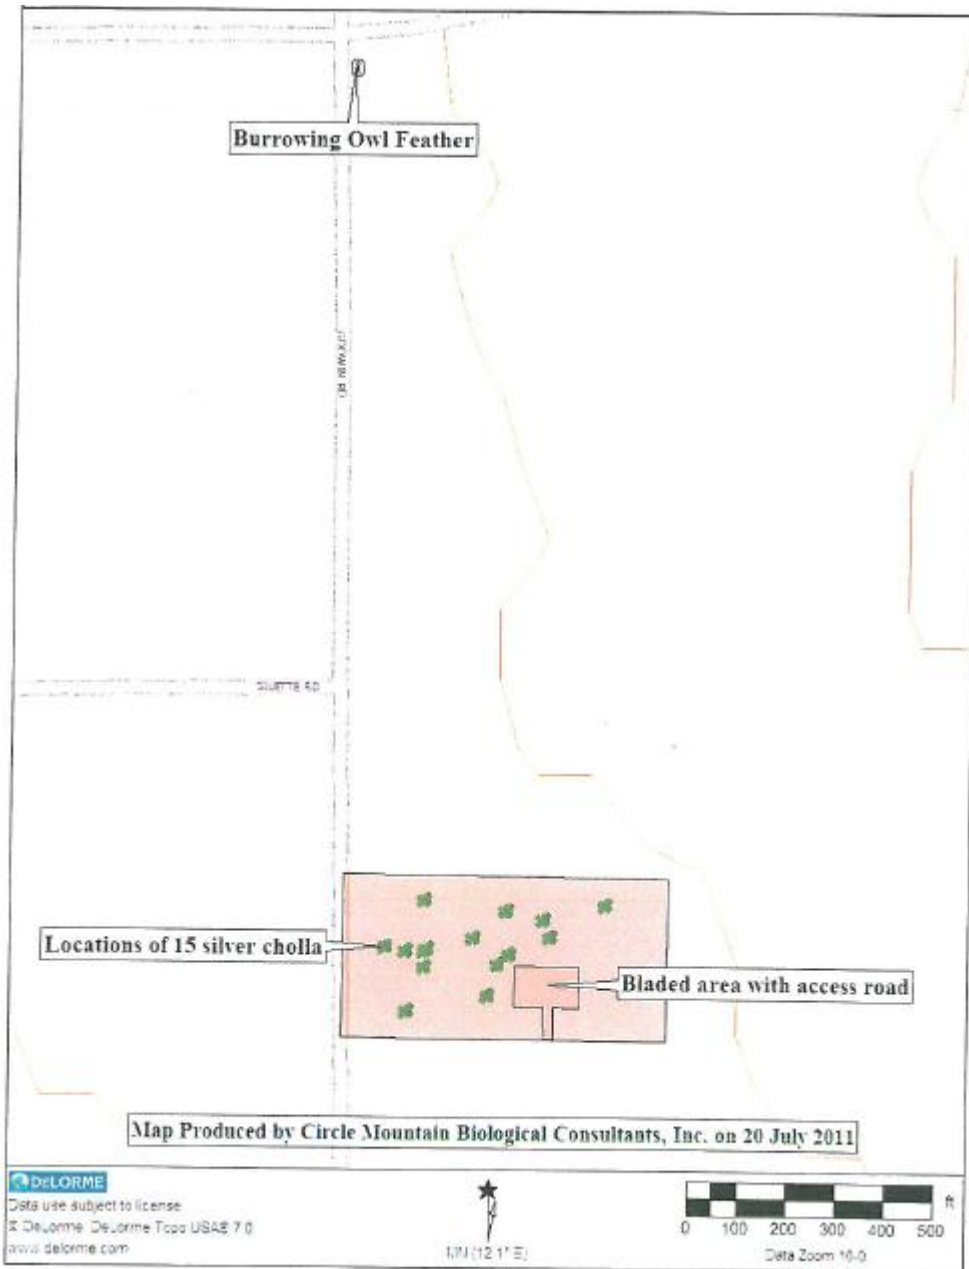 Burrowing Owl Feather
Locations of 15 silver cholla
Bladed area with access road
Map Produced by Circle Mountain Biological Consultants, Inc. on 20 July 2011
DELORME
Data use subject to license.
© DeLorme. DeLorme Topo USA® 7.0.
www.delorme.com
MN (12.1° E)
ft
0 100 200 300 400 500
Data Zoom